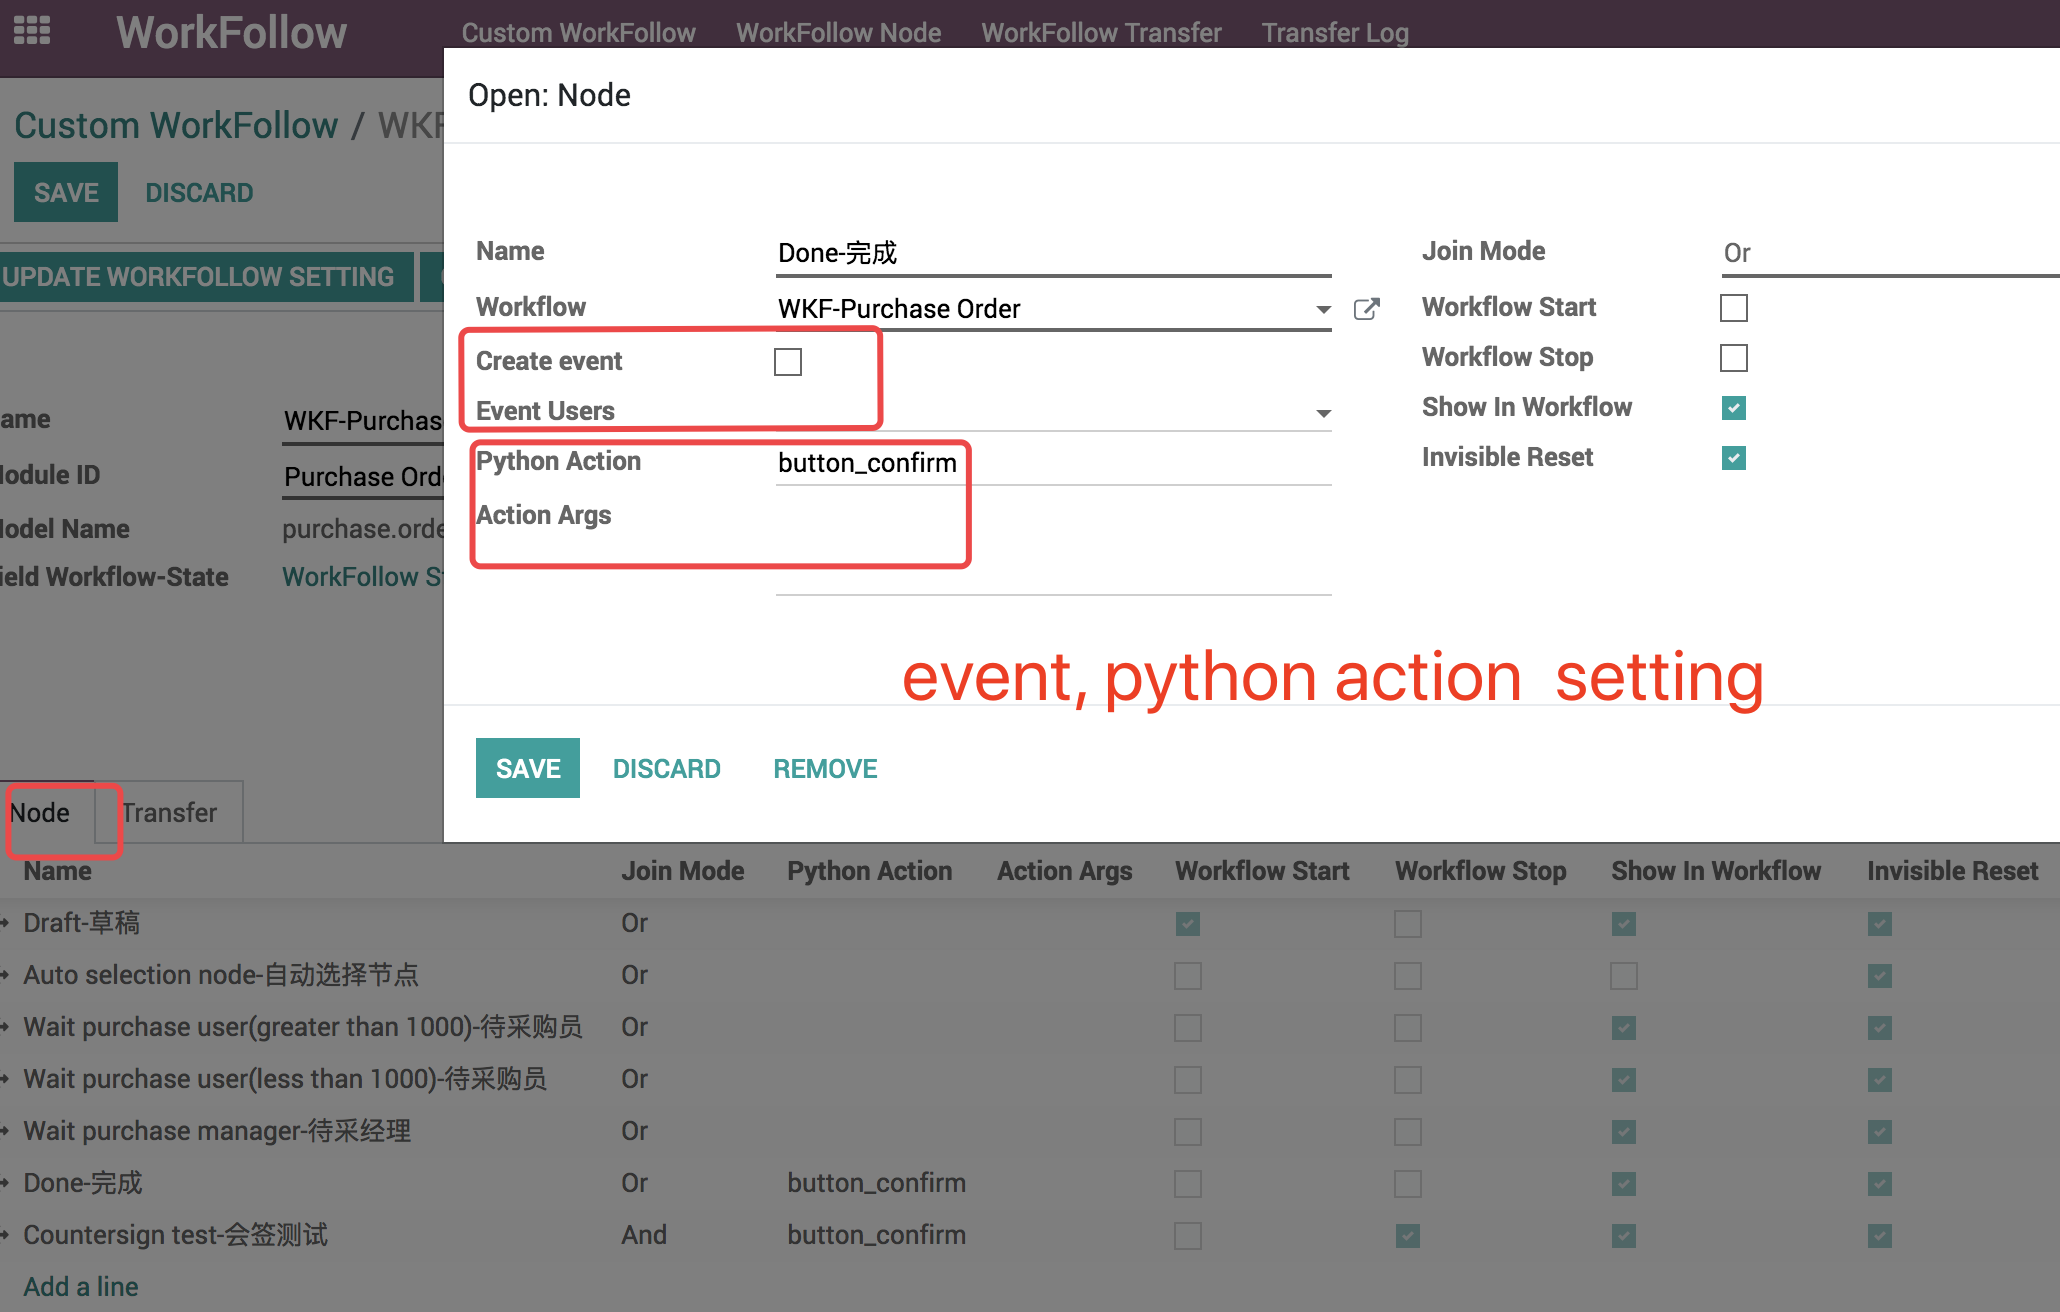 WorkFollow Custom WorkFollow WorkFollow Node WorkFollow Transfer Transfer Log
Custom WorkFollow / WKF
SAVE DISCARD
UPDATE WORKFOLLOW SETTING
ame WKF-Purchas
Module ID Purchase Ord
Model Name purchase.orde
ield Workflow-State WorkFollow S
Open: Node
Name Done-完成
Workflow WKF-Purchase Order
Create event
Event Users
Python Action button_confirm
Action Args
Join Mode Or
Workflow Start
Workflow Stop
Show In Workflow
Invisible Reset
event, python action setting
SAVE DISCARD REMOVE
Node Transfer
Name Join Mode Python Action Action Args Workflow Start Workflow Stop Show In Workflow Invisible Reset
Draft-草稿 Or
Auto selection node-自动选择节点 Or
Wait purchase user(greater than 1000)-待采购员 Or
Wait purchase user(less than 1000)-待采购员 Or
Wait purchase manager-待采经理 Or
Done-完成 Or button_confirm
Countersign test-会签测试 And button_confirm
Add a line